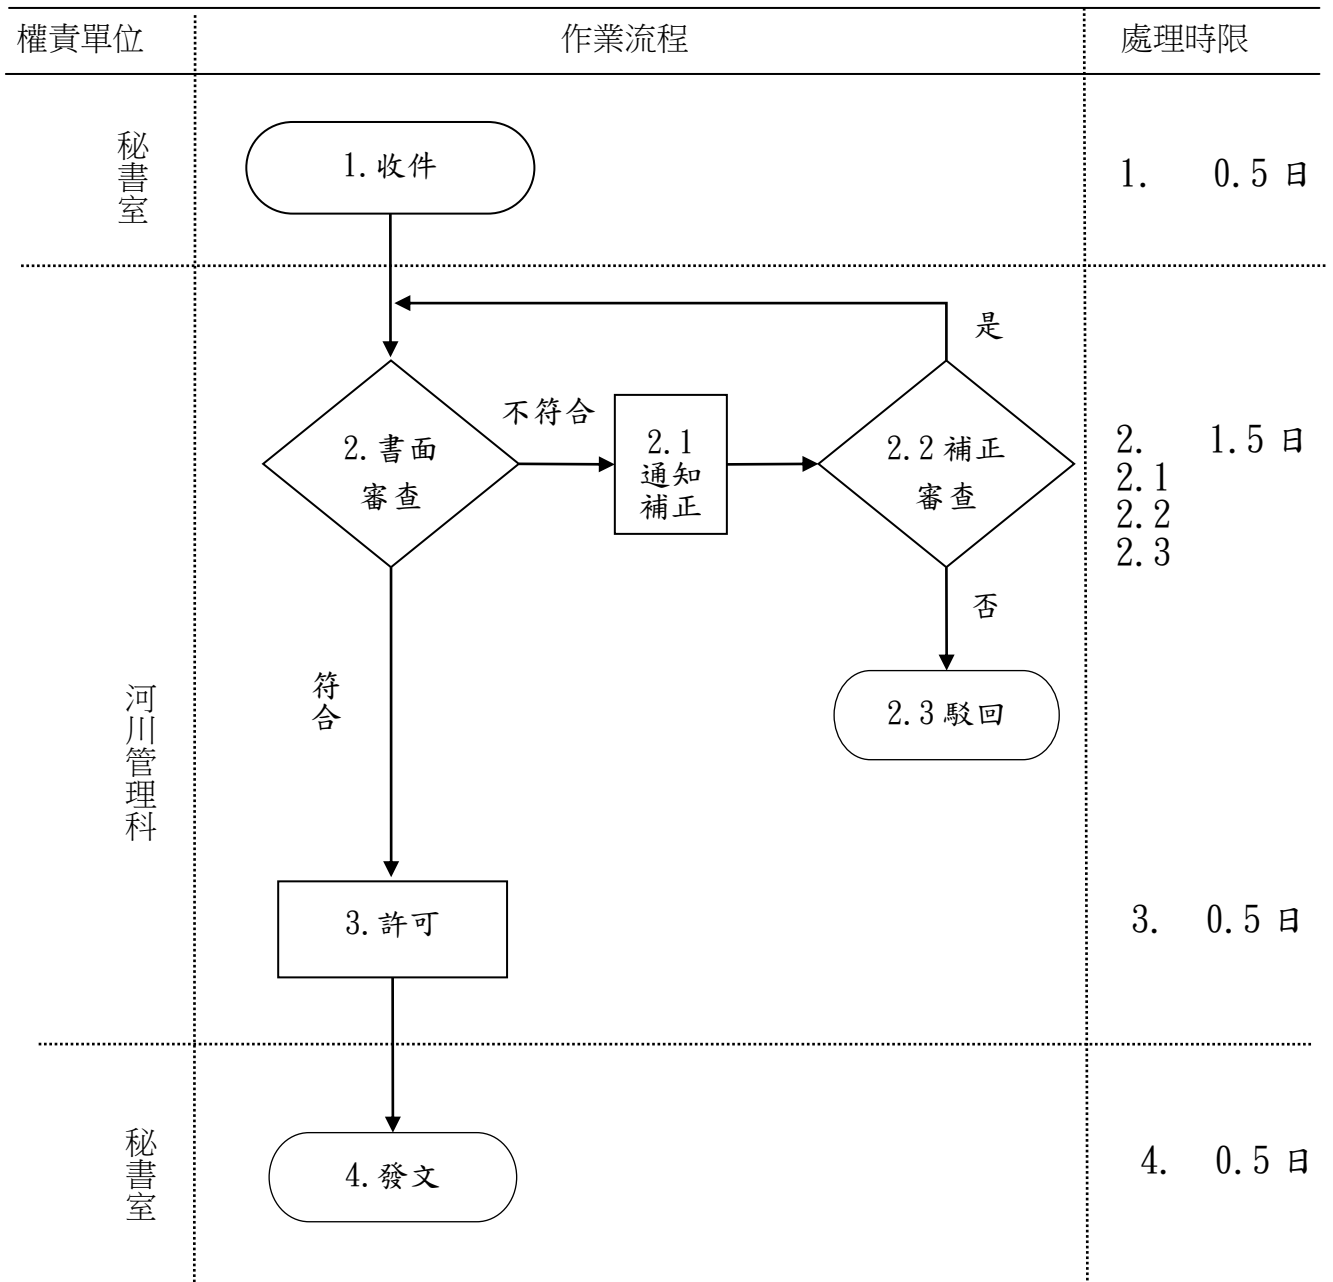 權責單位
作業流程
處理時限
秘書室
1.收件
1. 0.5日
是
不符合
2.書面
審查
2.1
通知
補正
2.2補正
審查
2. 1.5日
2.1
2.2
2.3
否
符合
2.3駁回
河川管理科
3.許可
3. 0.5日
秘書室
4.發文
4. 0.5日